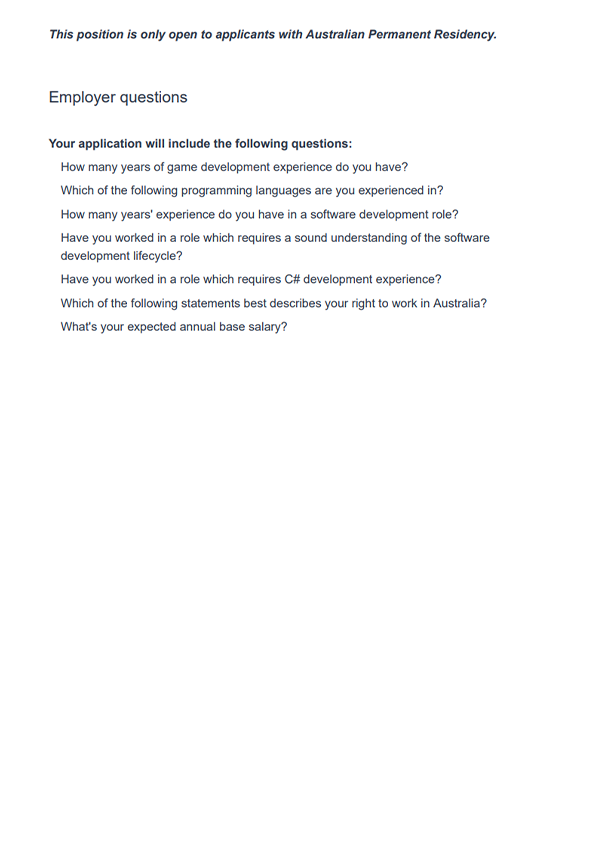 This position is only open to applicants with Australian Permanent Residency.
Employer questions
Your application will include the following questions:
How many years of game development experience do you have?
Which of the following programming languages are you experienced in?
How many years' experience do you have in a software development role?
Have you worked in a role which requires a sound understanding of the software
development lifecycle?
Have you worked in a role which requires C# development experience?
Which of the following statements best describes your right to work in Australia?
What's your expected annual base salary?